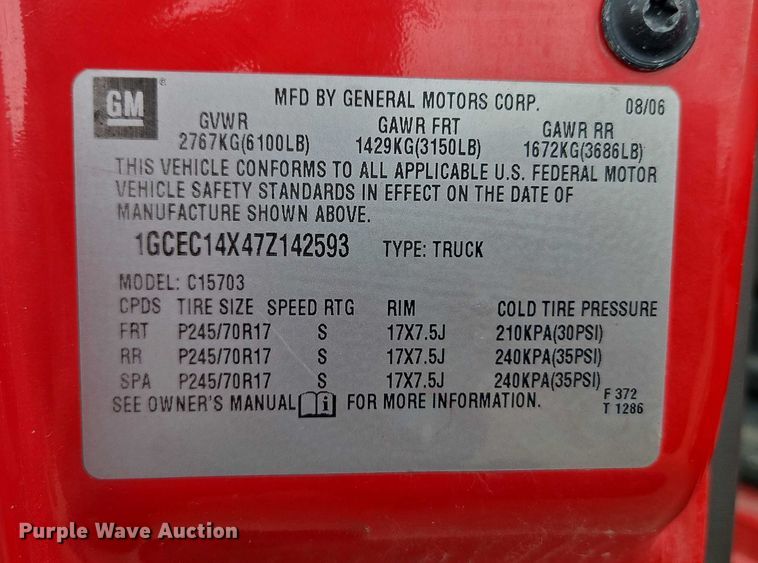 GM
MFD BY GENERAL MOTORS CORP. 08/06
GVWR GAWR FRT GAWR RR
2767KG(6100LB) 1429KG(3150LB) 1672KG(3686LB)
THIS VEHICLE CONFORMS TO ALL APPLICABLE U.S. FEDERAL MOTOR
VEHICLE SAFETY STANDARDS IN EFFECT ON THE DATE OF
MANUFACTURE SHOWN ABOVE.
1GCEC14X47Z142593 TYPE: TRUCK
MODEL: C15703
CPDS TIRE SIZE SPEED RTG RIM COLD TIRE PRESSURE
FRT P245/70R17 S 17X7.5J 210KPA(30PSI)
RR P245/70R17 S 17X7.5J 240KPA(35PSI)
SPA P245/70R17 S 17X7.5J 240KPA(35PSI)
SEE OWNER'S MANUAL i FOR MORE INFORMATION.
F 372
T 1286
Purple Wave Auction